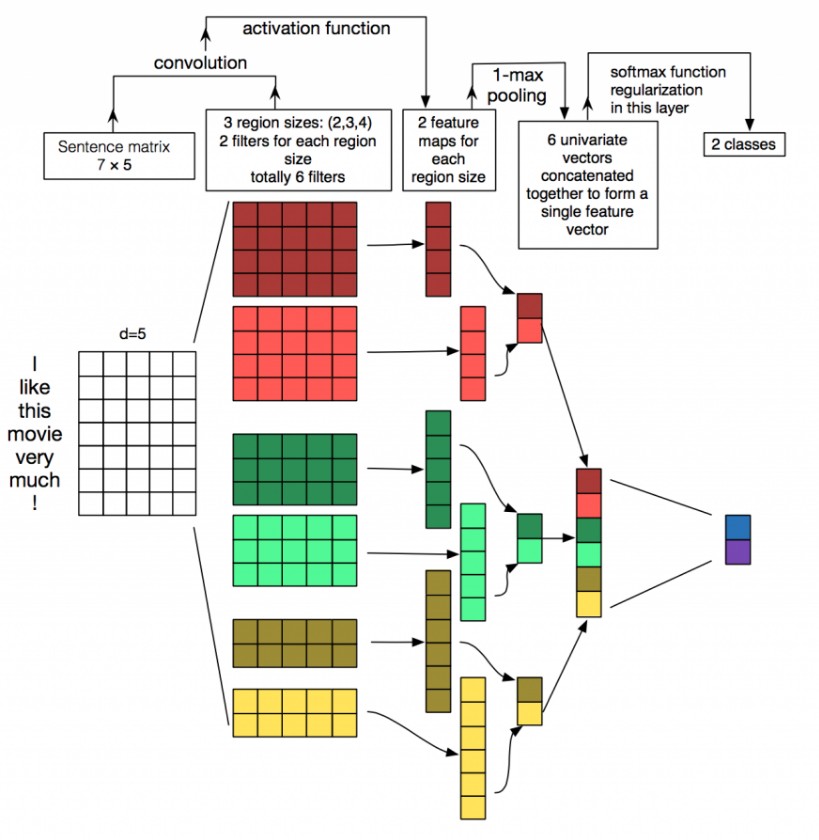 activation function
convolution
1-max
pooling
softmax function
regularization
in this layer
Sentence matrix
7 × 5
3 region sizes: (2,3,4)
2 filters for each region
size
totally 6 filters
2 feature
maps for
each
region size
6 univariate
vectors
concatenated
together to form a
single feature
vector
2 classes
d=5
I
like
this
movie
very
much
!